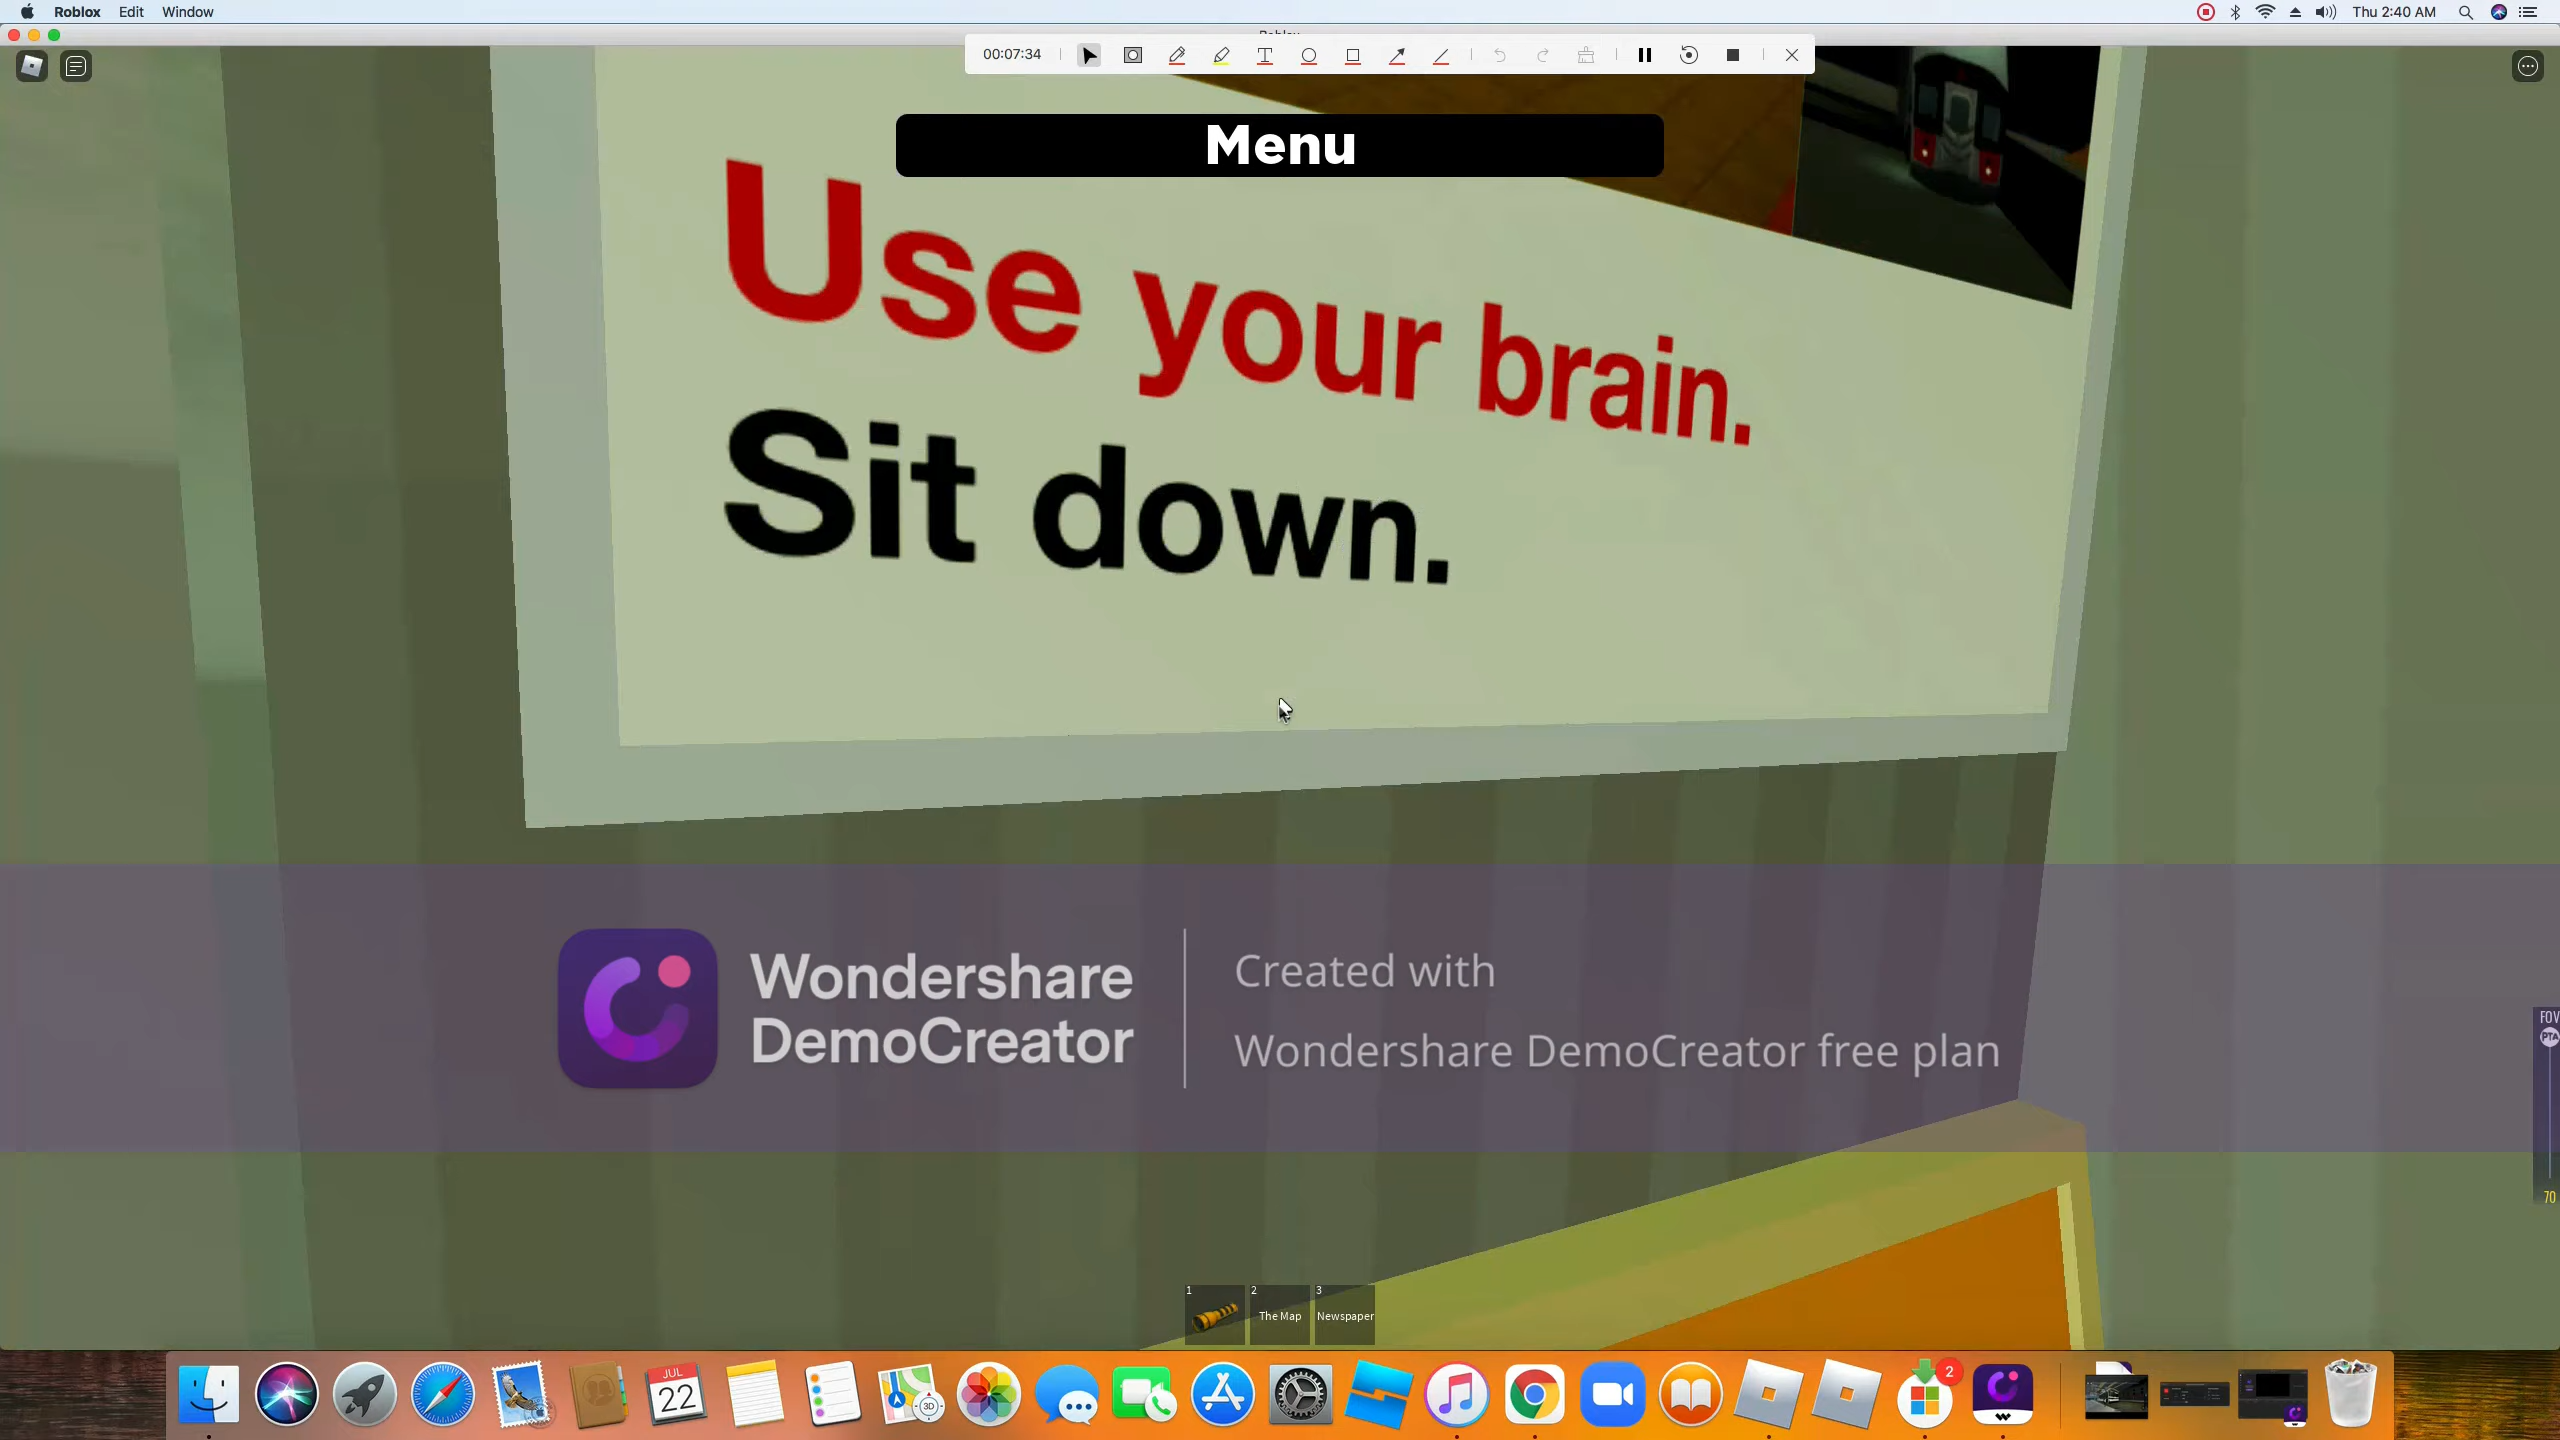 Roblox Edit Window
Thu 2:40 AM
00:07:34
Menu
Use your brain.
Sit down.
Wondershare
DemoCreator
Created with
Wondershare DemoCreator free plan
FOV
70
1
2
3
The Map
Newspaper
JUL
22
3D
2